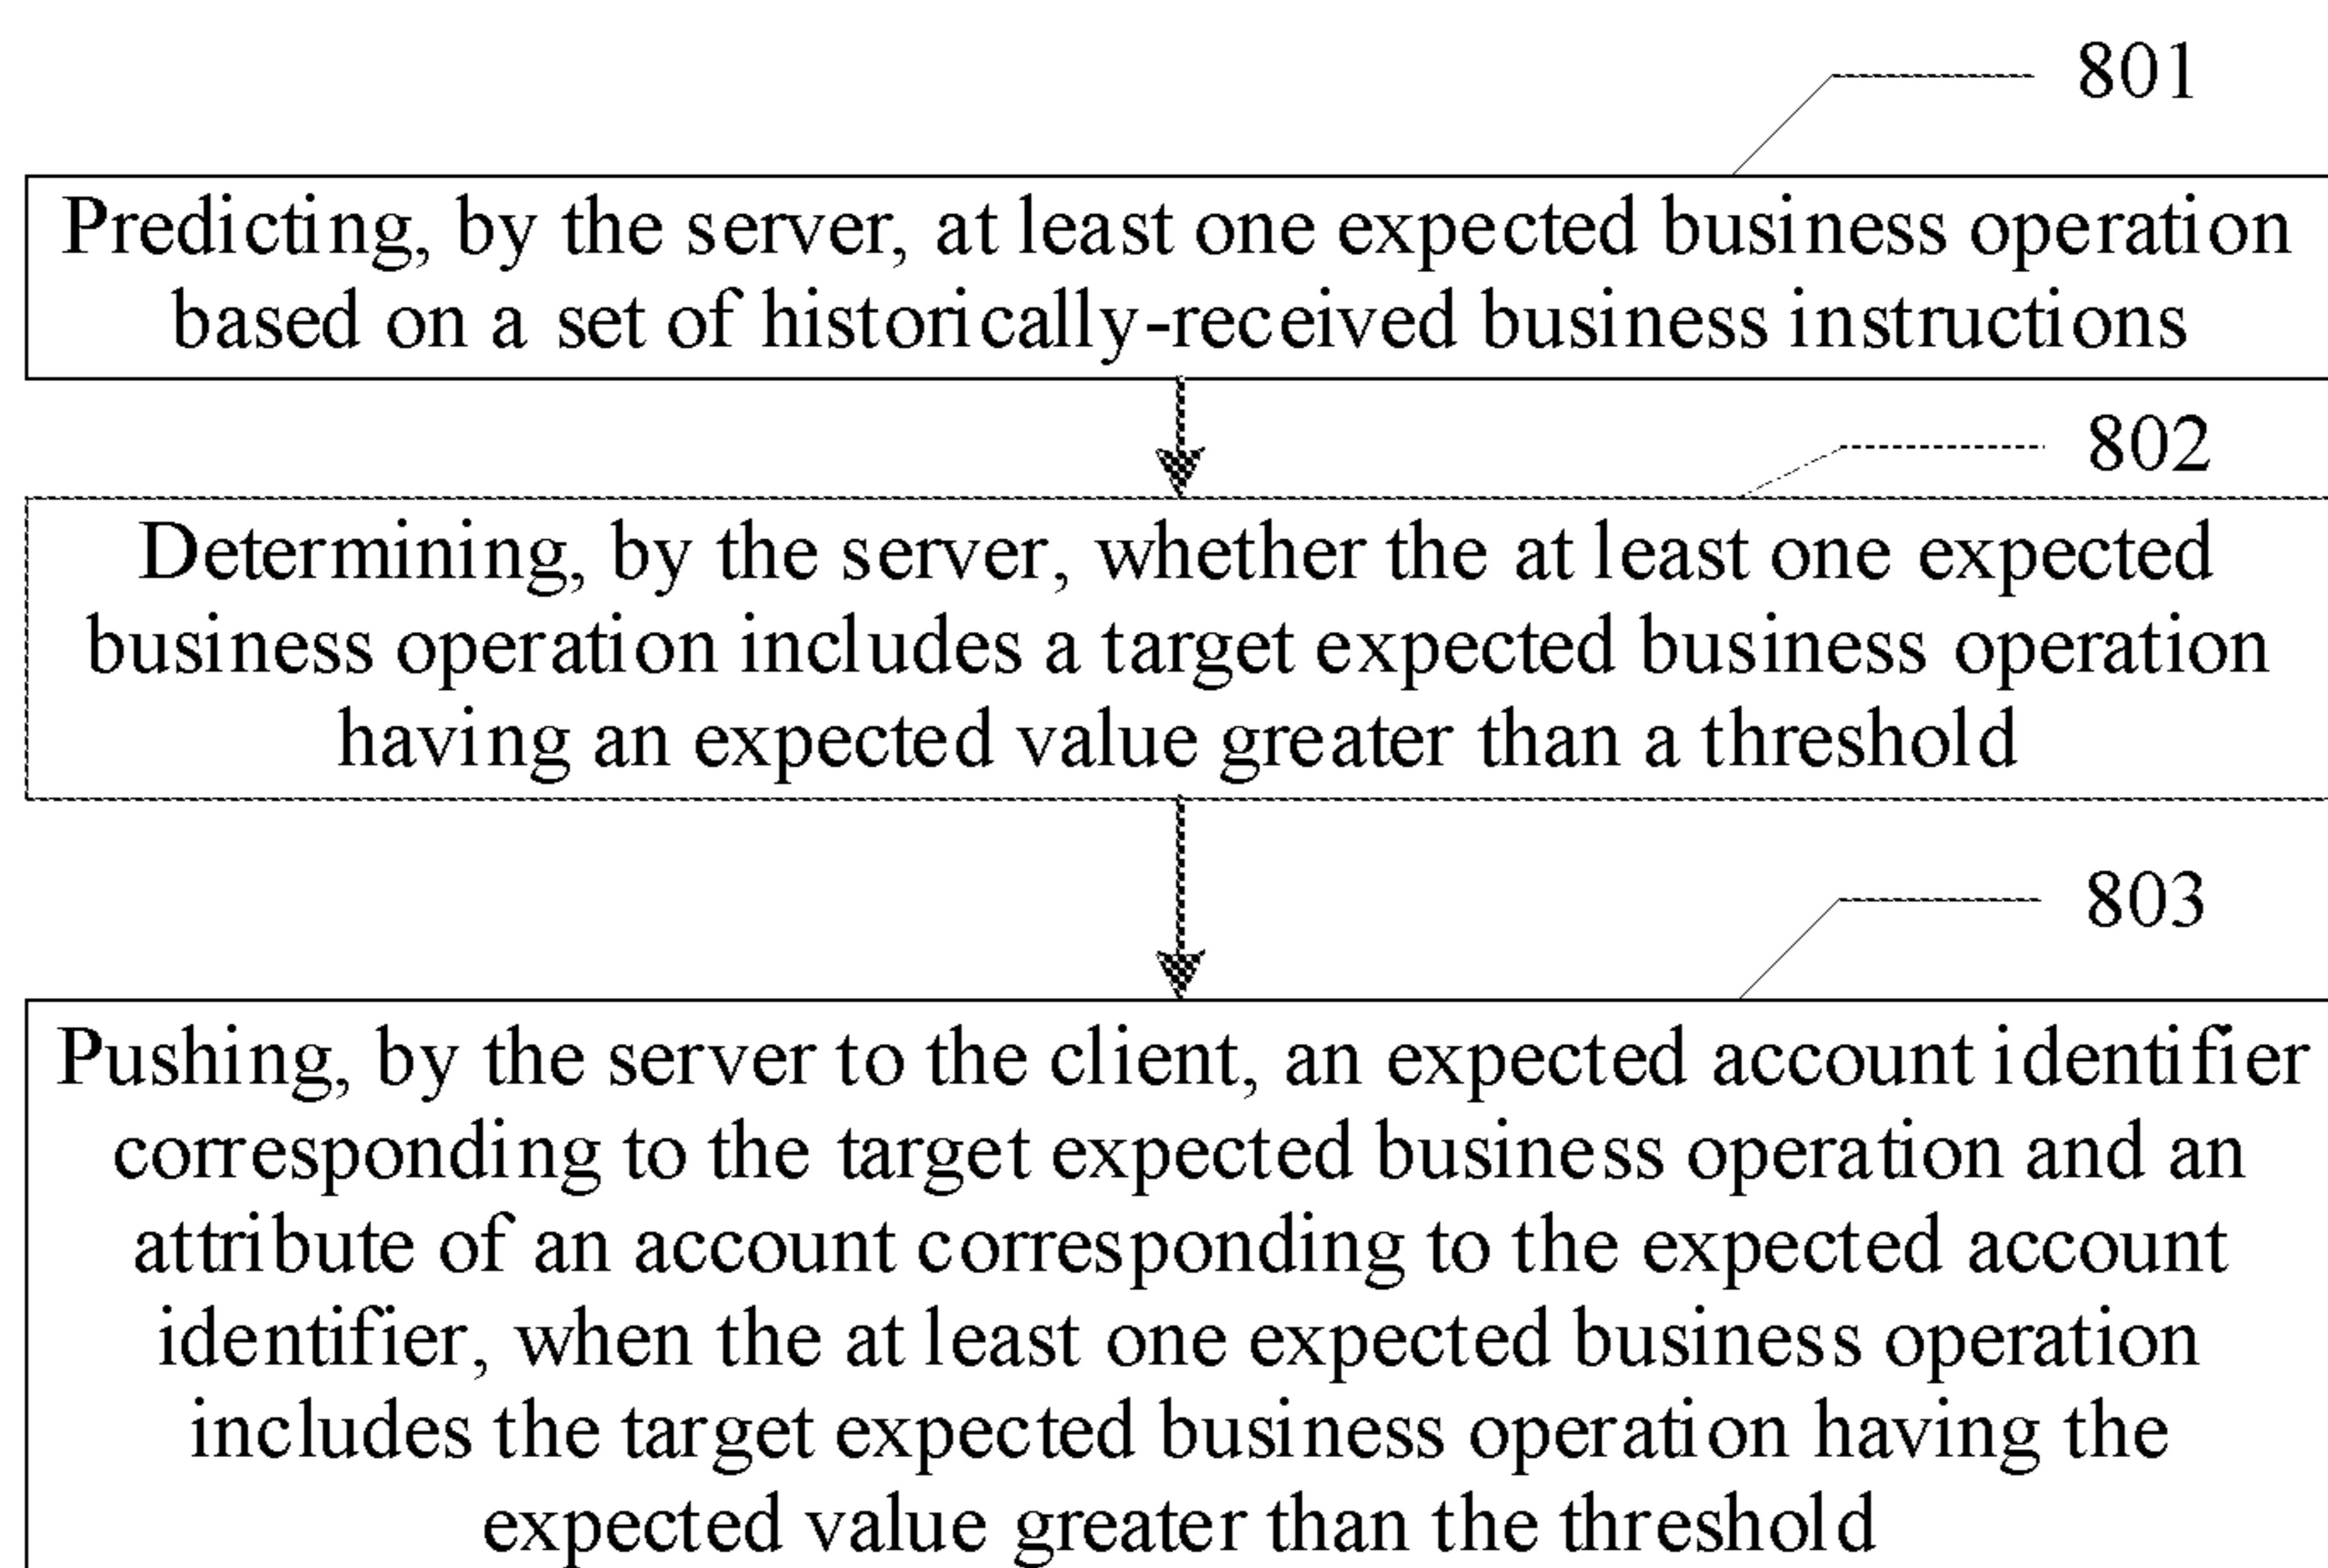 801
Predicting, by the server, at least one expected business operation
based on a set of historically-received business instructions
802
Determining, by the server, whether the at least one expected
business operation includes a target expected business operation
having an expected value greater than a threshold
803
Pushing, by the server to the client, an expected account identifier
corresponding to the target expected business operation and an
attribute of an account corresponding to the expected account
identifier, when the at least one expected business operation
includes the target expected business operation having the
expected value greater than the threshold